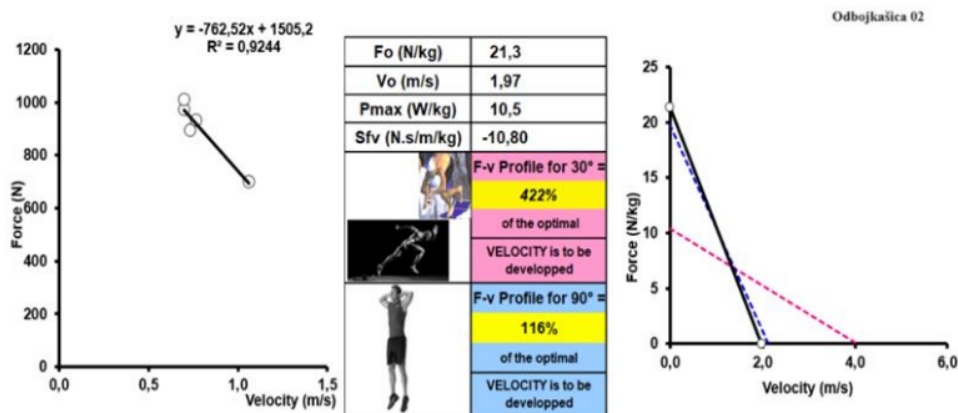 Odbojkašica 02
y = -762,52x + 1505,2
R² = 0,9244
1200
1000
800
600
400
200
0
0,0
0,5
1,0
1,5
Force (N)
Velocity (m/s)
Fo (N/kg) 21,3
Vo (m/s) 1,97
Pmax (W/kg) 10,5
Sfv (N.s/m/kg) -10,80
F-v Profile for 30° =
422%
of the optimal
VELOCITY is to be
developped
F-v Profile for 90° =
116%
of the optimal
VELOCITY is to be
developped
25
20
15
10
5
0
0,0
2,0
4,0
6,0
Force (N/kg)
Velocity (m/s)